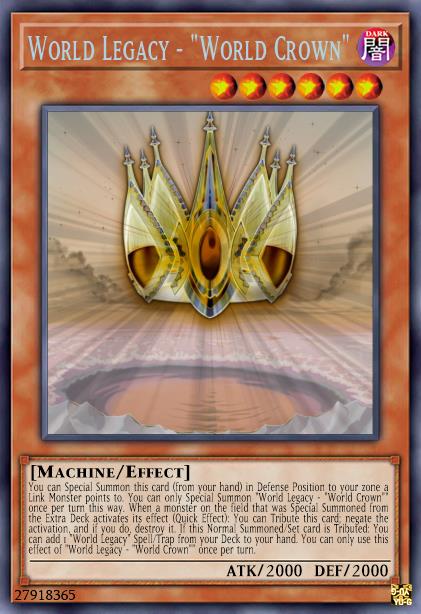 World Legacy - "World Crown"
DARK
闇
[Machine/Effect]
You can Special Summon this card (from your hand) in Defense Position to your zone a
Link Monster points to. You can only Special Summon "World Legacy - "World Crown""
once per turn this way. When a monster on the field that was Special Summoned from
the Extra Deck activates its effect (Quick Effect): You can Tribute this card; negate the
activation, and if you do, destroy it. If this Normal Summoned/Set card is Tributed: You
can add 1 "World Legacy" Spell/Trap from your Deck to your hand. You can only use this
effect of "World Legacy - "World Crown"" once per turn.
ATK/2000 DEF/2000
27918365